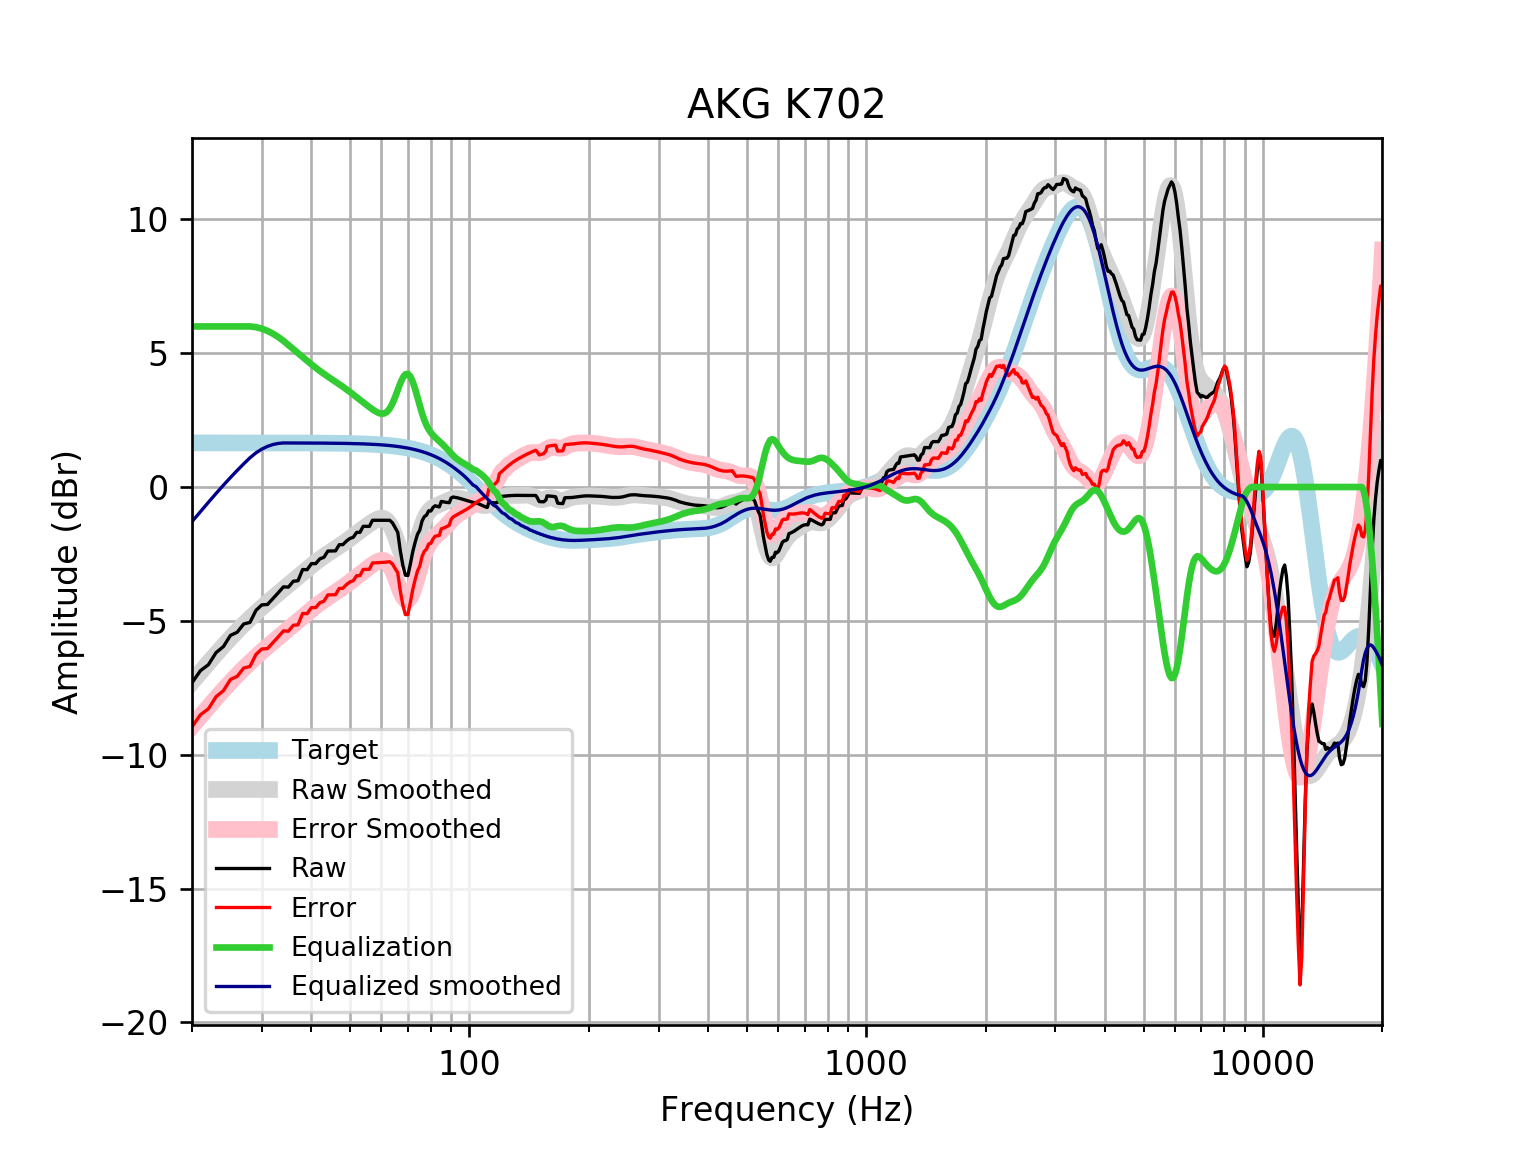 AKG K702
Amplitude (dBr)
10
5
0
−5
−10
−15
−20
Target
Raw Smoothed
Error Smoothed
Raw
Error
Equalization
Equalized smoothed
100
1000
10000
Frequency (Hz)